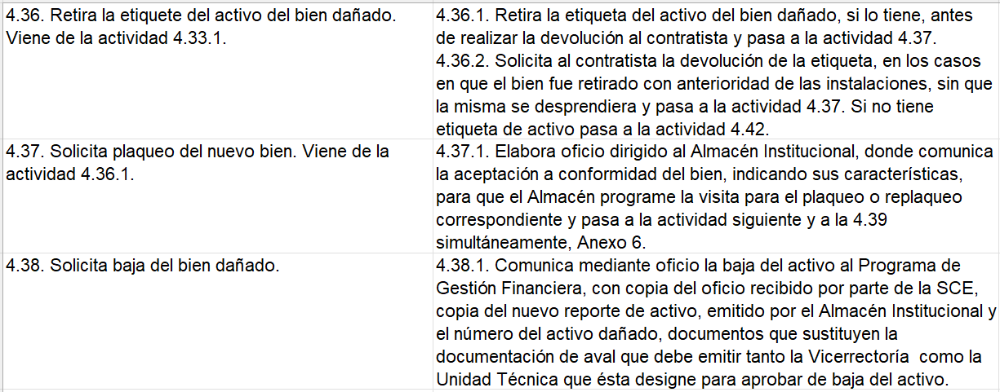 4.36. Retira la etiquete del activo del bien dañado.
Viene de la actividad 4.33.1.
4.36.1. Retira la etiqueta del activo del bien dañado, si lo tiene, antes
de realizar la devolución al contratista y pasa a la actividad 4.37.
4.36.2. Solicita al contratista la devolución de la etiqueta, en los casos
en que el bien fue retirado con anterioridad de las instalaciones, sin que
la misma se desprendiera y pasa a la actividad 4.37. Si no tiene
etiqueta de activo pasa a la actividad 4.42.
4.37. Solicita plaqueo del nuevo bien. Viene de la
actividad 4.36.1.
4.37.1. Elabora oficio dirigido al Almacén Institucional, donde comunica
la aceptación a conformidad del bien, indicando sus características,
para que el Almacén programe la visita para el plaqueo o replaqueo
correspondiente y pasa a la actividad siguiente y a la 4.39
simultáneamente, Anexo 6.
4.38. Solicita baja del bien dañado.
4.38.1. Comunica mediante oficio la baja del activo al Programa de
Gestión Financiera, con copia del oficio recibido por parte de la SCE,
copia del nuevo reporte de activo, emitido por el Almacén Institucional y
el número del activo dañado, documentos que sustituyen la
documentación de aval que debe emitir tanto la Vicerrectoría  como la
Unidad Técnica que ésta designe para aprobar de baja del activo.